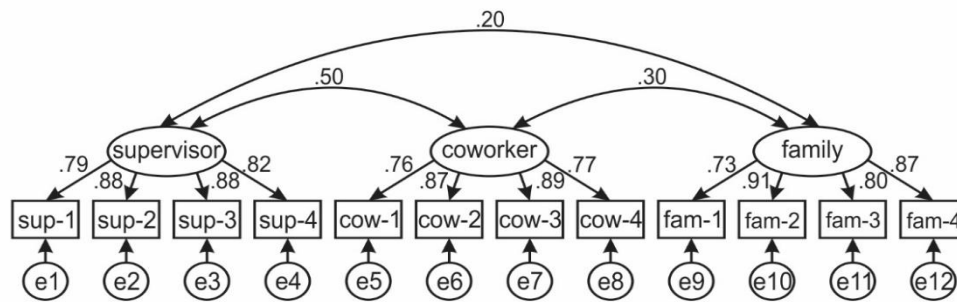 .20
.50 .30
supervisor coworker family
.79 .88 .88 .82 .76 .87 .89 .77 .73 .91 .80 .87
sup-1 sup-2 sup-3 sup-4 cow-1 cow-2 cow-3 cow-4 fam-1 fam-2 fam-3 fam-4
e1 e2 e3 e4 e5 e6 e7 e8 e9 e10 e11 e12